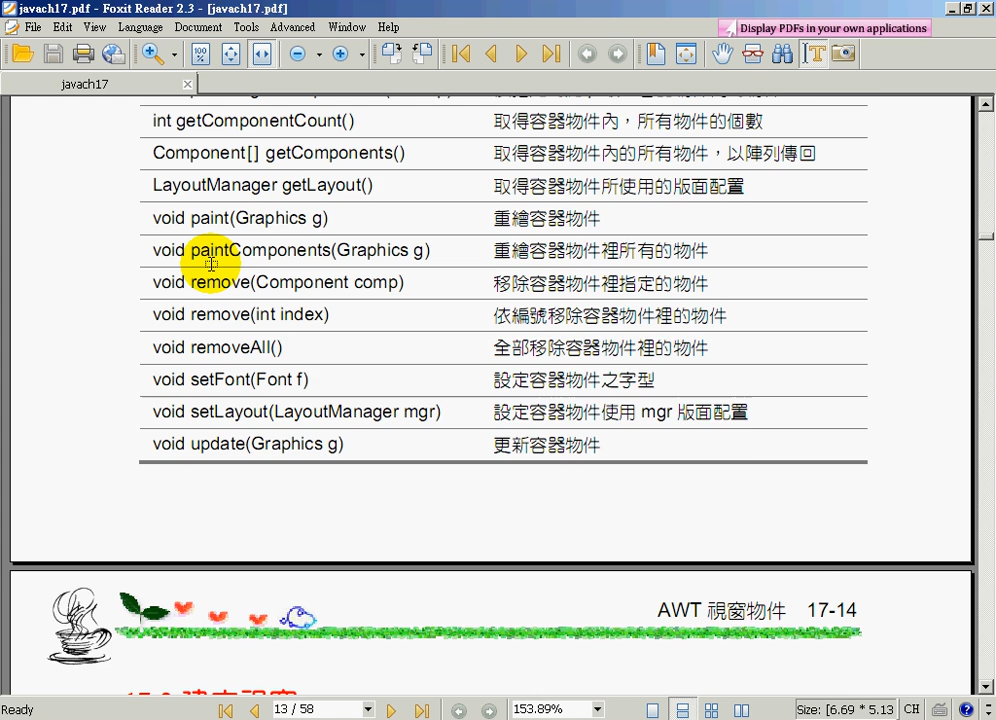 javach17.pdf - Foxit Reader 2.3 - [javach17.pdf]
File Edit View Language Document Tools Advanced Window Help
Display PDFs in your own applications
javach17
int getComponentCount() 取得容器物件內，所有物件的個數
Component[] getComponents() 取得容器物件內的所有物件，以陣列傳回
LayoutManager getLayout() 取得容器物件所使用的版面配置
void paint(Graphics g) 重繪容器物件
void paintComponents(Graphics g) 重繪容器物件裡所有的物件
void remove(Component comp) 移除容器物件裡指定的物件
void remove(int index) 依編號移除容器物件裡的物件
void removeAll() 全部移除容器物件裡的物件
void setFont(Font f) 設定容器物件之字型
void setLayout(LayoutManager mgr) 設定容器物件使用 mgr 版面配置
void update(Graphics g) 更新容器物件
AWT 視窗物件 17-14
Ready 13 / 58 153.89% Size: [6.69 * 5.13 CH